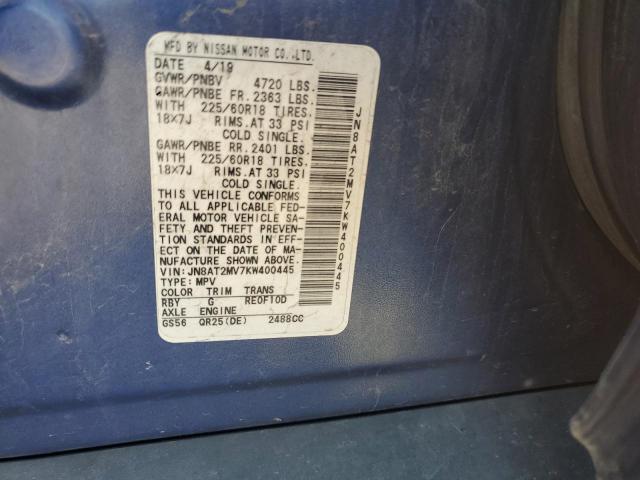 MFD BY NISSAN MOTOR CO.,LTD.
DATE 4/19
GVWR/PNBV 4720 LBS.
GAWR/PNBE FR. 2363 LBS.
WITH 225/60R18 TIRES.
18X7J RIMS.AT 33 PSI
COLD SINGLE.
GAWR/PNBE RR. 2401 LBS.
WITH 225/60R18 TIRES.
18X7J RIMS.AT 33 PSI
COLD SINGLE.
THIS VEHICLE CONFORMS
TO ALL APPLICABLE FED-
ERAL MOTOR VEHICLE SA-
FETY AND THEFT PREVEN-
TION STANDARDS IN EFFECT
ON THE DATE OF MA-
NUFACTURE SHOWN ABOVE.
VIN:JN8AT2MV7KW400445
TYPE:MPV
COLOR TRIM TRANS
RBY G RE0F10D
AXLE ENGINE
GS56 QR25(DE) 2488CC
JN8AT2MV7KW400445